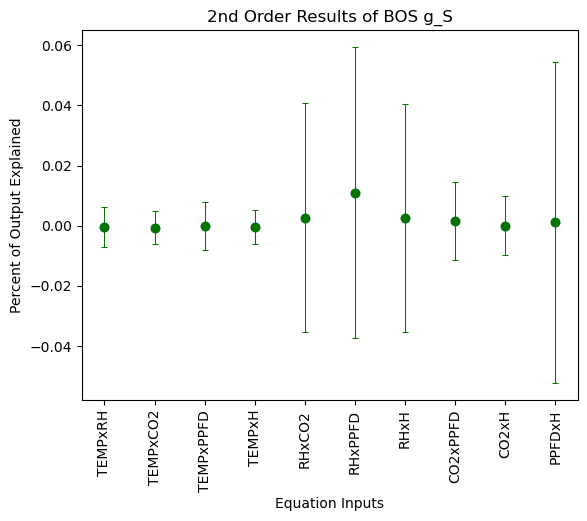 2nd Order Results of BOS g_S
Percent of Output Explained
0.06
0.04
0.02
0.00
−0.02
−0.04
TEMPxRH
TEMPxCO2
TEMPxPPFD
TEMPxH
RHxCO2
RHxPPFD
RHxH
CO2xPPFD
CO2xH
PPFDxH
Equation Inputs